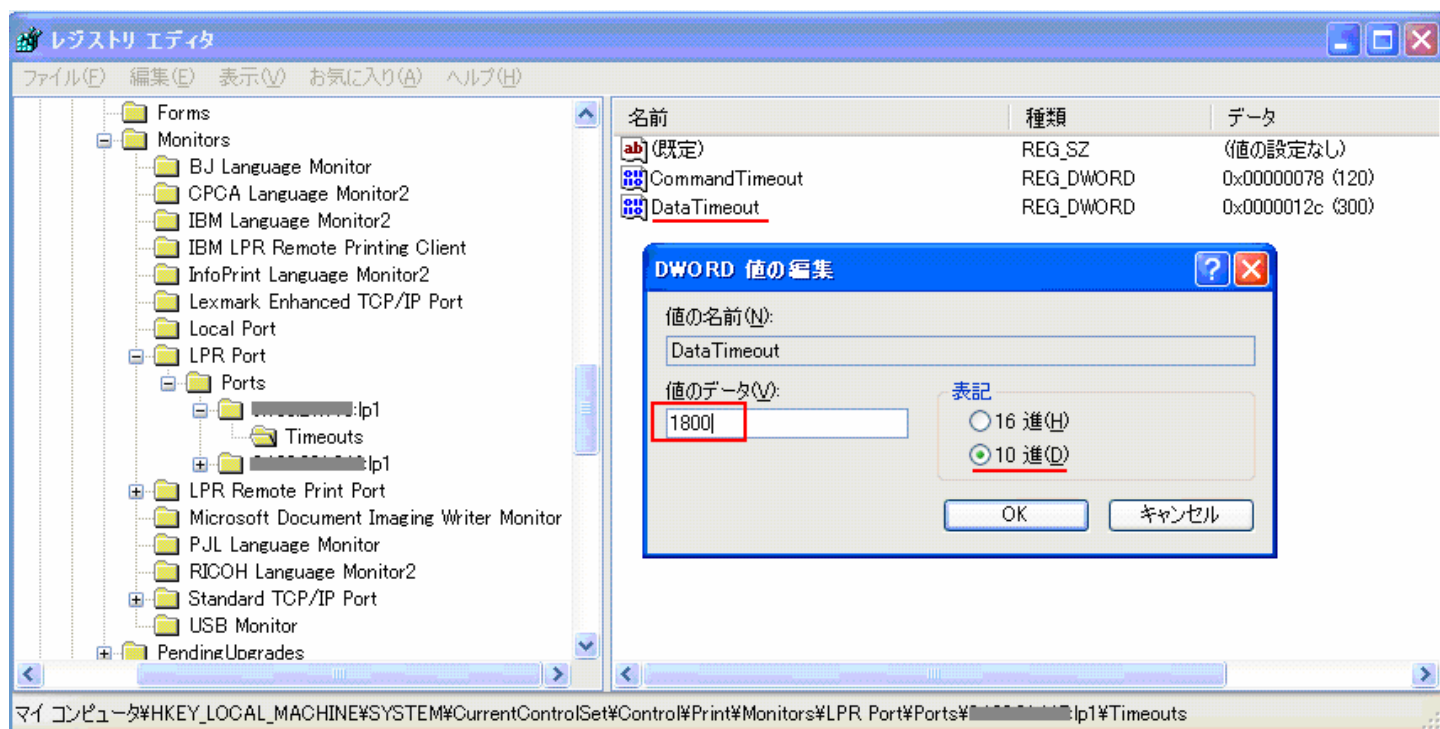 レジストリ エディタ
ファイル(F) 編集(E) 表示(V) お気に入り(A) ヘルプ(H)
Forms
Monitors
BJ Language Monitor
CPCA Language Monitor2
IBM Language Monitor2
IBM LPR Remote Printing Client
InfoPrint Language Monitor2
Lexmark Enhanced TCP/IP Port
Local Port
LPR Port
Ports
:lp1
Timeouts
:lp1
LPR Remote Print Port
Microsoft Document Imaging Writer Monitor
PJL Language Monitor
RICOH Language Monitor2
Standard TCP/IP Port
USB Monitor
PendingUpgrades
名前 種類 データ
(既定) REG_SZ (値の設定なし)
CommandTimeout REG_DWORD 0x00000078 (120)
DataTimeout REG_DWORD 0x0000012c (300)
DWORD 値の編集
値の名前(N):
DataTimeout
値のデータ(V):
1800
表記
16 進(H)
10 進(D)
OK キャンセル
マイ コンピュータ¥HKEY_LOCAL_MACHINE¥SYSTEM¥CurrentControlSet¥Control¥Print¥Monitors¥LPR Port¥Ports¥ :lp1¥Timeouts